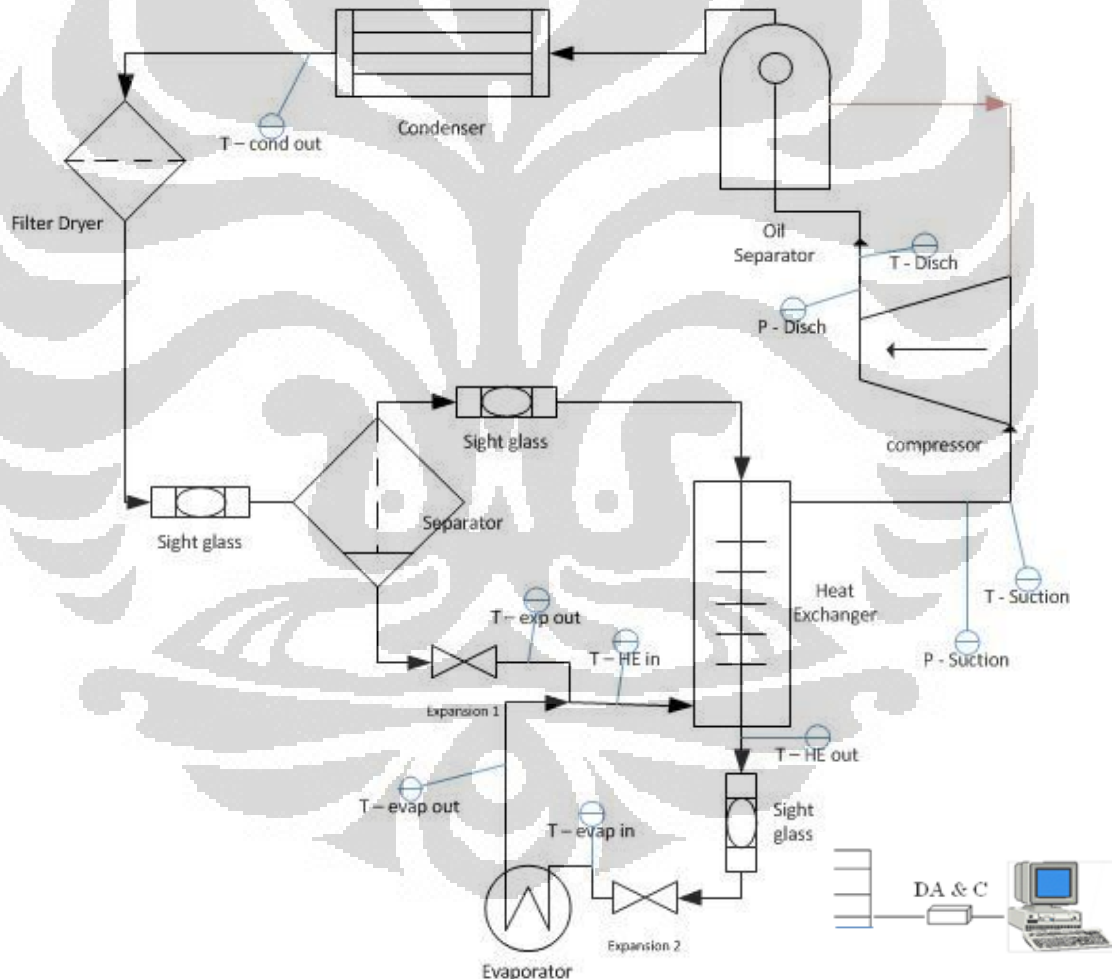 Condenser
T – cond out
Filter Dryer
Oil
Separator
T - Disch
P - Disch
Sight glass
compressor
Separator
Sight glass
Heat
Exchanger
T - Suction
T – exp out
T – HE in
P - Suction
Expansion 1
T – HE out
T – evap out
Sight
glass
T – evap in
DA & C
Expansion 2
Evaporator